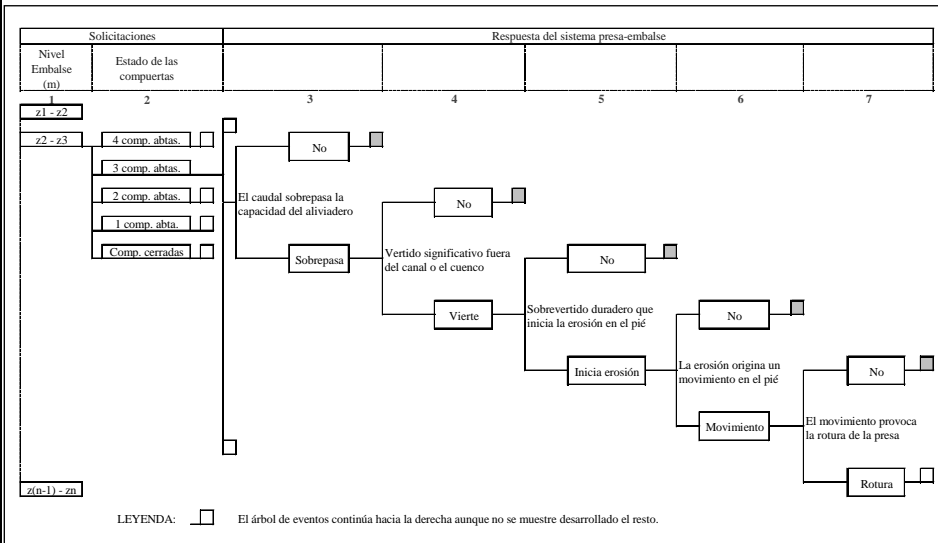 Solicitaciones
Respuesta del sistema presa-embalse
Nivel
Embalse
(m)
Estado de las
compuertas
1
2
3
4
5
6
7
z1 - z2
z2 - z3
4 comp. abtas.
3 comp. abtas.
2 comp. abtas.
1 comp. abta.
Comp. cerradas
No
El caudal sobrepasa la
capacidad del aliviadero
Sobrepasa
No
Vertido significativo fuera
del canal o el cuenco
Vierte
No
Sobrevertido duradero que
inicia la erosión en el pié
Inicia erosión
No
La erosión origina un
movimiento en el pié
Movimiento
No
El movimiento provoca
la rotura de la presa
Rotura
z(n-1) - zn
LEYENDA:
El árbol de eventos continúa hacia la derecha aunque no se muestre desarrollado el resto.